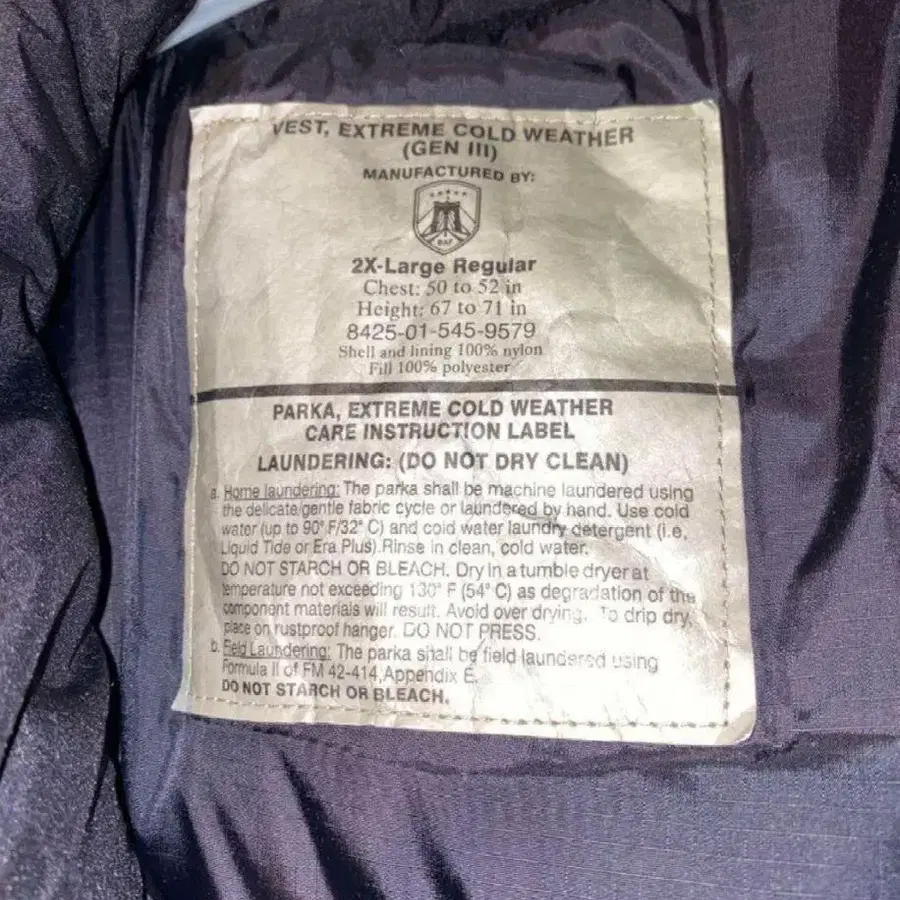 VEST, EXTREME COLD WEATHER
(GEN III)
MANUFACTURED BY:
BAF
2X-Large Regular
Chest: 50 to 52 in
Height: 67 to 71 in
8425-01-545-9579
Shell and lining 100% nylon
Fill 100% polyester
PARKA, EXTREME COLD WEATHER
CARE INSTRUCTION LABEL
LAUNDERING: (DO NOT DRY CLEAN)
a. Home laundering: The parka shall be machine laundered using
the delicate/gentle fabric cycle or laundered by hand. Use cold
water (up to 90° F/32° C) and cold water laundry detergent (i.e.
Liquid Tide or Era Plus).Rinse in clean, cold water.
DO NOT STARCH OR BLEACH. Dry in a tumble dryer at
temperature not exceeding 130° F (54° C) as degradation of the
component materials will result. Avoid over drying. To drip dry,
place on rustproof hanger. DO NOT PRESS.
b. Field Laundering: The parka shall be field laundered using
Formula II of FM 42-414,Appendix E.
DO NOT STARCH OR BLEACH.